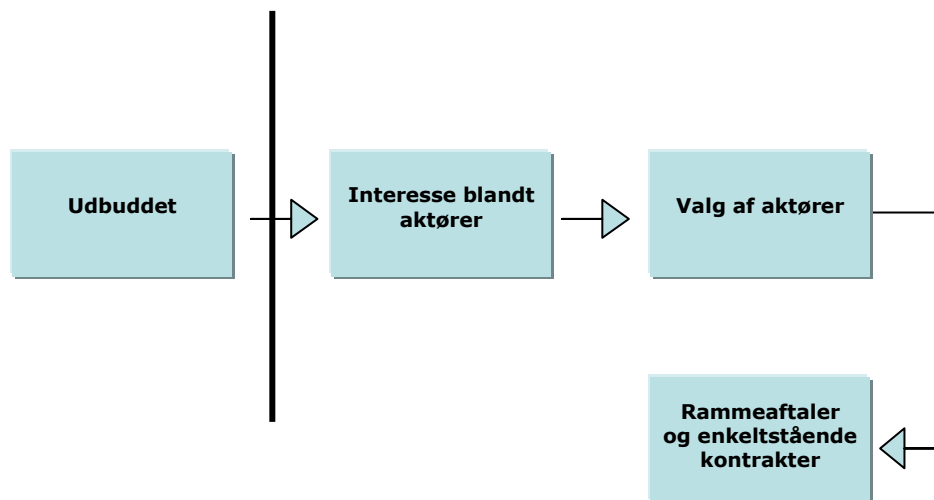 Udbuddet
Interesse blandt
aktører
Valg af aktører
Rammeaftaler
og enkeltstående
kontrakter